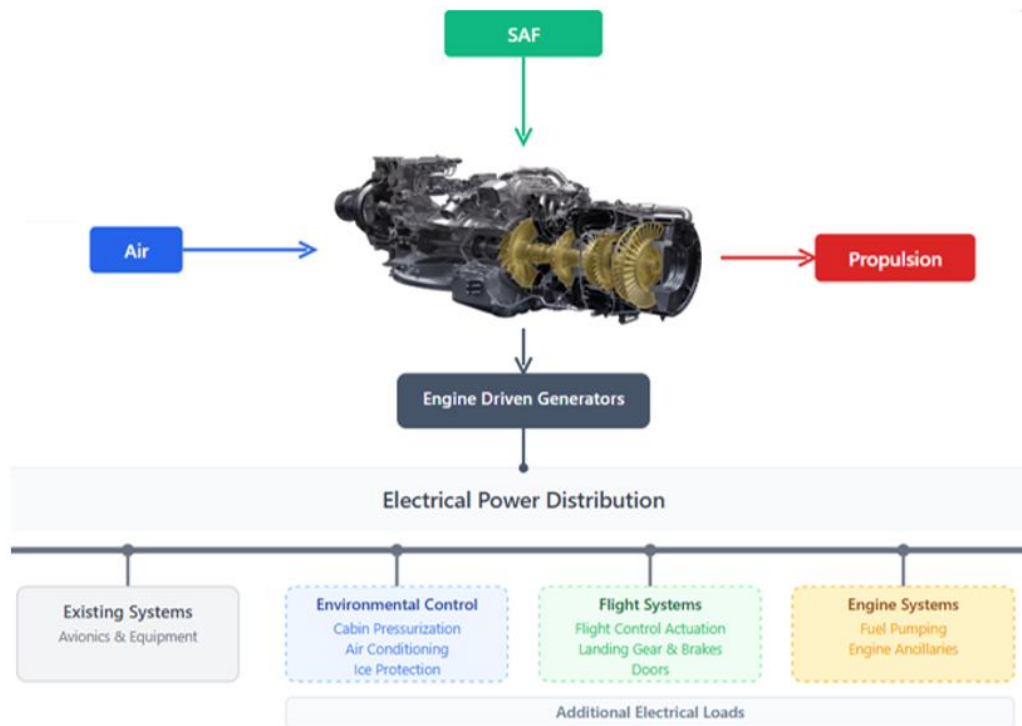 SAF
Air
Propulsion
Engine Driven Generators
Electrical Power Distribution
Existing Systems
Avionics & Equipment
Environmental Control
Cabin Pressurization
Air Conditioning
Ice Protection
Flight Systems
Flight Control Actuation
Landing Gear & Brakes
Doors
Engine Systems
Fuel Pumping
Engine Ancillaries
Additional Electrical Loads